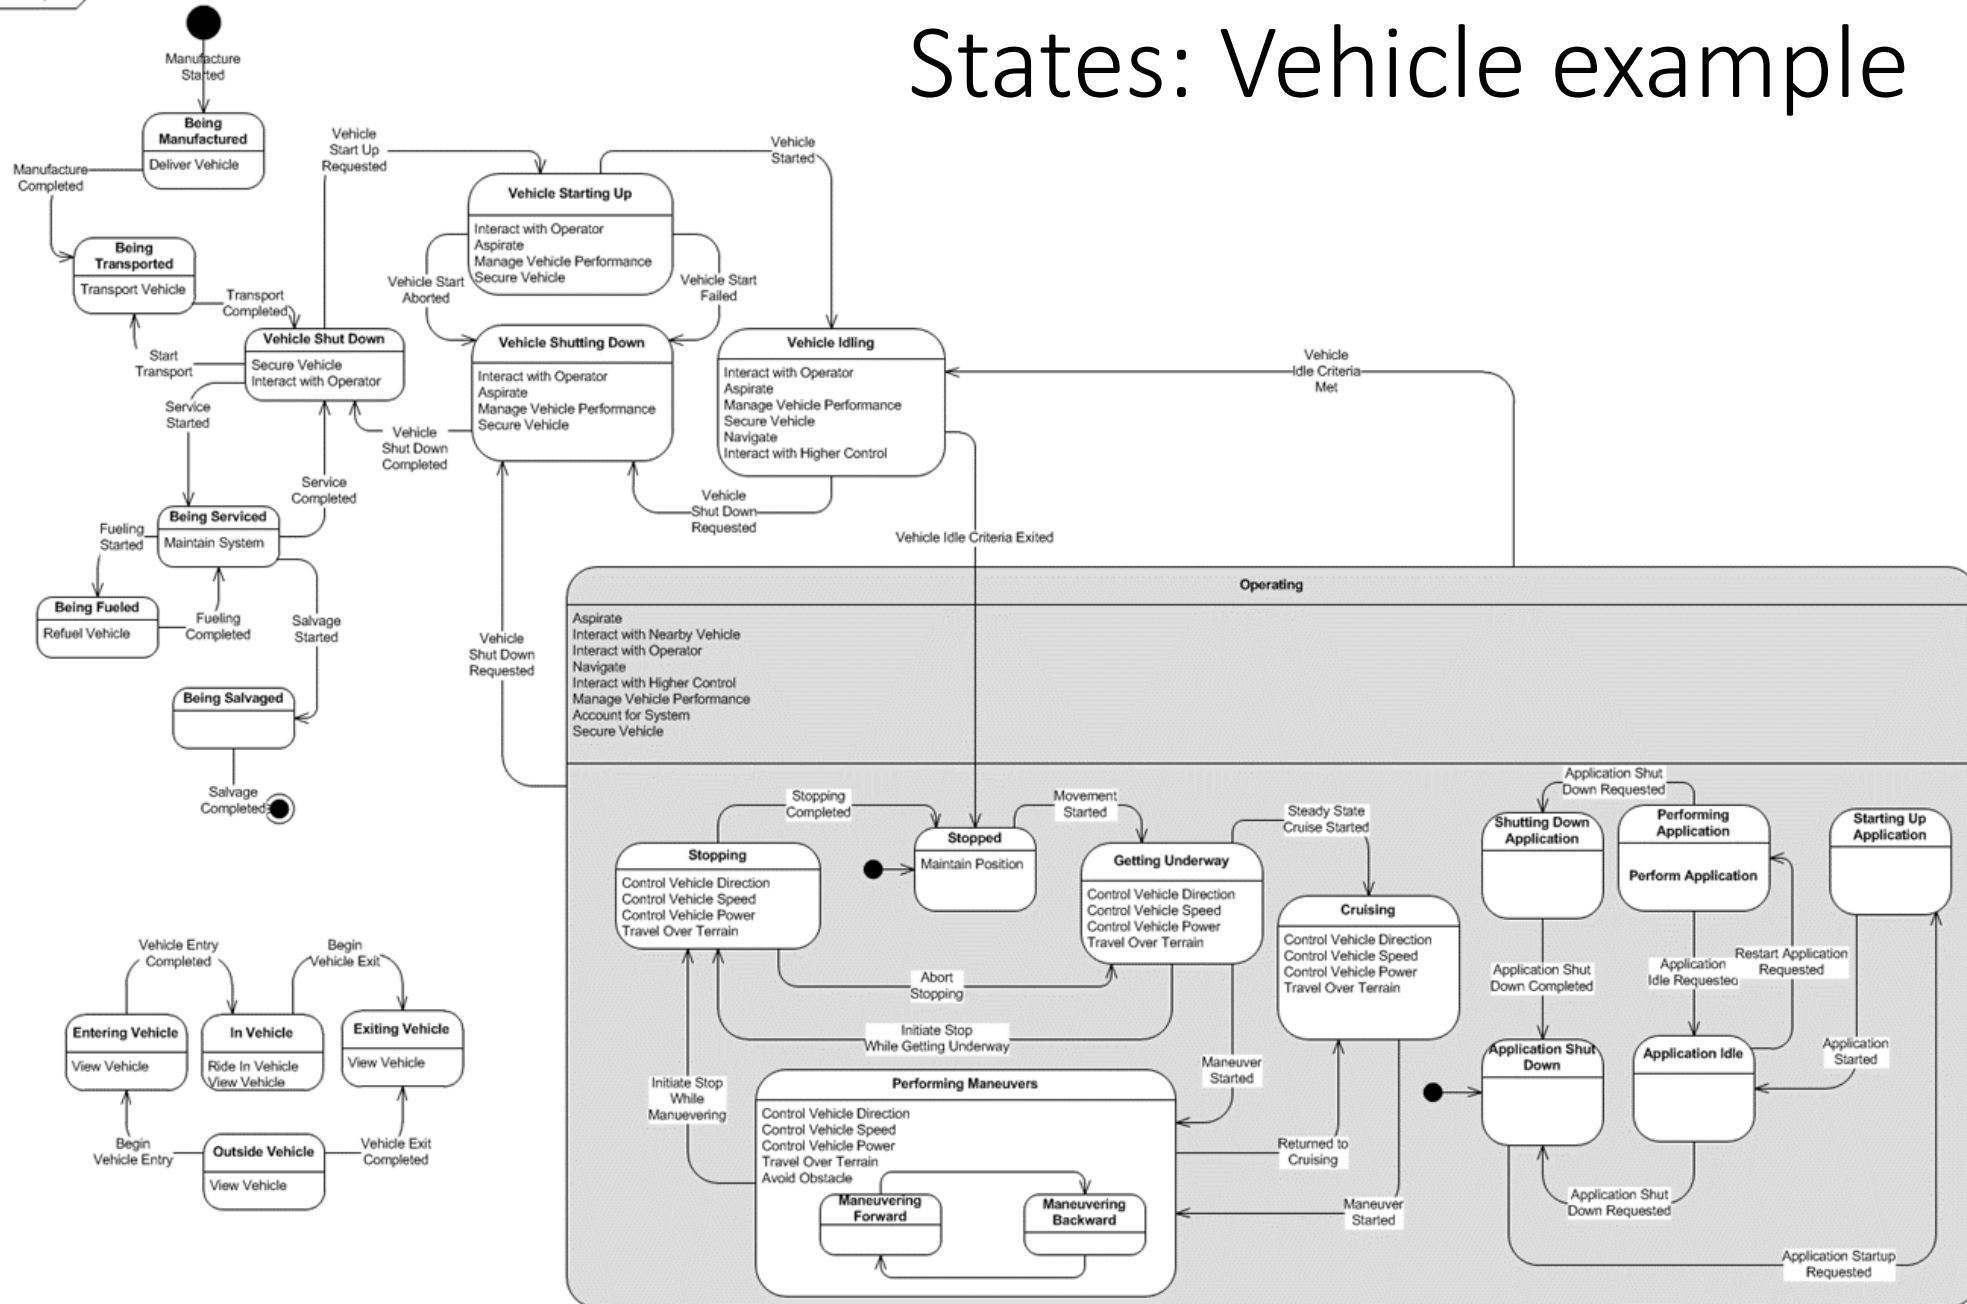 States: Vehicle example
Manufacture
Started
Being
Manufactured
Deliver Vehicle
Manufacture
Completed
Being
Transported
Transport Vehicle
Transport
Completed
Start
Transport
Vehicle Shut Down
Secure Vehicle
Interact with Operator
Vehicle
Start Up
Requested
Vehicle Starting Up
Interact with Operator
Aspirate
Manage Vehicle Performance
Secure Vehicle
Vehicle
Started
Vehicle Start
Aborted
Vehicle Start
Failed
Vehicle Shutting Down
Interact with Operator
Aspirate
Manage Vehicle Performance
Secure Vehicle
Vehicle Idling
Interact with Operator
Aspirate
Manage Vehicle Performance
Secure Vehicle
Navigate
Interact with Higher Control
Vehicle
Idle Criteria
Met
Service
Started
Vehicle
Shut Down
Completed
Service
Completed
Vehicle
Shut Down
Requested
Vehicle Idle Criteria Exited
Being Serviced
Maintain System
Fueling
Started
Being Fueled
Refuel Vehicle
Fueling
Completed
Salvage
Started
Being Salvaged
Salvage
Completed
Vehicle
Shut Down
Requested
Operating
Aspirate
Interact with Nearby Vehicle
Interact with Operator
Navigate
Interact with Higher Control
Manage Vehicle Performance
Account for System
Secure Vehicle
Stopping
Completed
Movement
Started
Steady State
Cruise Started
Stopping
Control Vehicle Direction
Control Vehicle Speed
Control Vehicle Power
Travel Over Terrain
Stopped
Maintain Position
Getting Underway
Control Vehicle Direction
Control Vehicle Speed
Control Vehicle Power
Travel Over Terrain
Cruising
Control Vehicle Direction
Control Vehicle Speed
Control Vehicle Power
Travel Over Terrain
Abort
Stopping
Initiate Stop
While Getting Underway
Initiate Stop
While
Manuevering
Maneuver
Started
Performing Maneuvers
Control Vehicle Direction
Control Vehicle Speed
Control Vehicle Power
Travel Over Terrain
Avoid Obstacle
Maneuvering
Forward
Maneuvering
Backward
Returned to
Cruising
Maneuver
Started
Application Shut
Down Requested
Shutting Down
Application
Performing
Application
Perform Application
Starting Up
Application
Application Shut
Down Completed
Application
Idle Requested
Restart Application
Requested
Application Shut
Down
Application Idle
Application
Started
Application Shut
Down Requested
Application Startup
Requested
Vehicle Entry
Completed
Begin
Vehicle Exit
Entering Vehicle
View Vehicle
In Vehicle
Ride In Vehicle
View Vehicle
Exiting Vehicle
View Vehicle
Begin
Vehicle Entry
Outside Vehicle
View Vehicle
Vehicle Exit
Completed